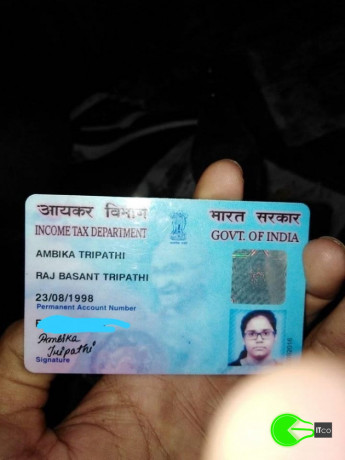 आयकर विभाग
भारत सरकार
INCOME TAX DEPARTMENT
GOVT. OF INDIA
AMBIKA TRIPATHI
RAJ BASANT TRIPATHI
23/08/1998
Permanent Account Number
Ambika
Tripathi
Signature
ITco